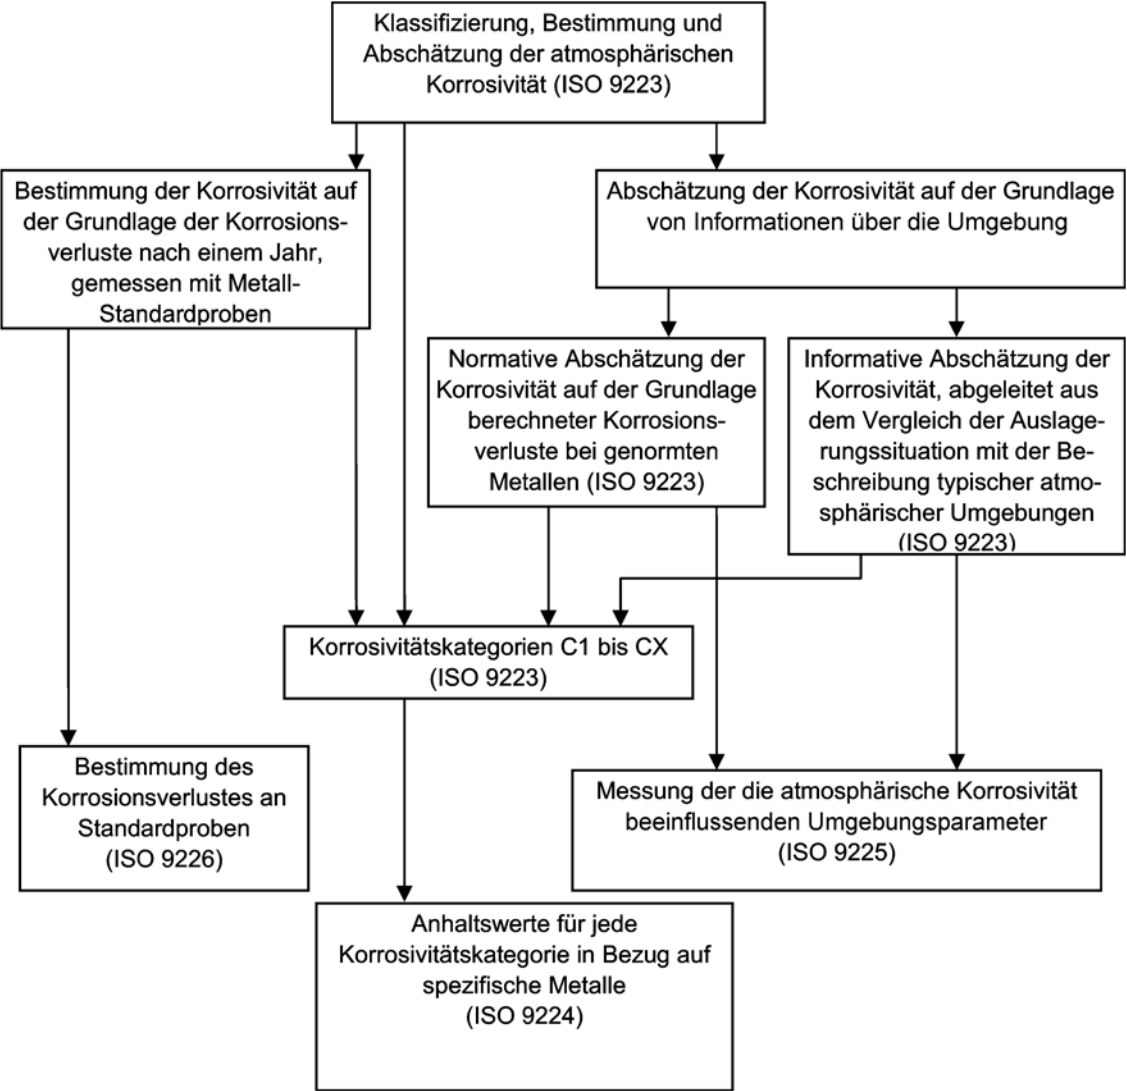 Klassifizierung, Bestimmung und
Abschätzung der atmosphärischen
Korrosivität (ISO 9223)
Bestimmung der Korrosivität auf
der Grundlage der Korrosions-
verluste nach einem Jahr,
gemessen mit Metall-
Standardproben
Abschätzung der Korrosivität auf der Grundlage
von Informationen über die Umgebung
Normative Abschätzung der
Korrosivität auf der Grundlage
berechneter Korrosions-
verluste bei genormten
Metallen (ISO 9223)
Informative Abschätzung der
Korrosivität, abgeleitet aus
dem Vergleich der Auslage-
rungssituation mit der Be-
schreibung typischer atmo-
sphärischer Umgebungen
(ISO 9223)
Korrosivitätskategorien C1 bis CX
(ISO 9223)
Bestimmung des
Korrosionsverlustes an
Standardproben
(ISO 9226)
Messung der die atmosphärische Korrosivität
beeinflussenden Umgebungsparameter
(ISO 9225)
Anhaltswerte für jede
Korrosivitätskategorie in Bezug auf
spezifische Metalle
(ISO 9224)